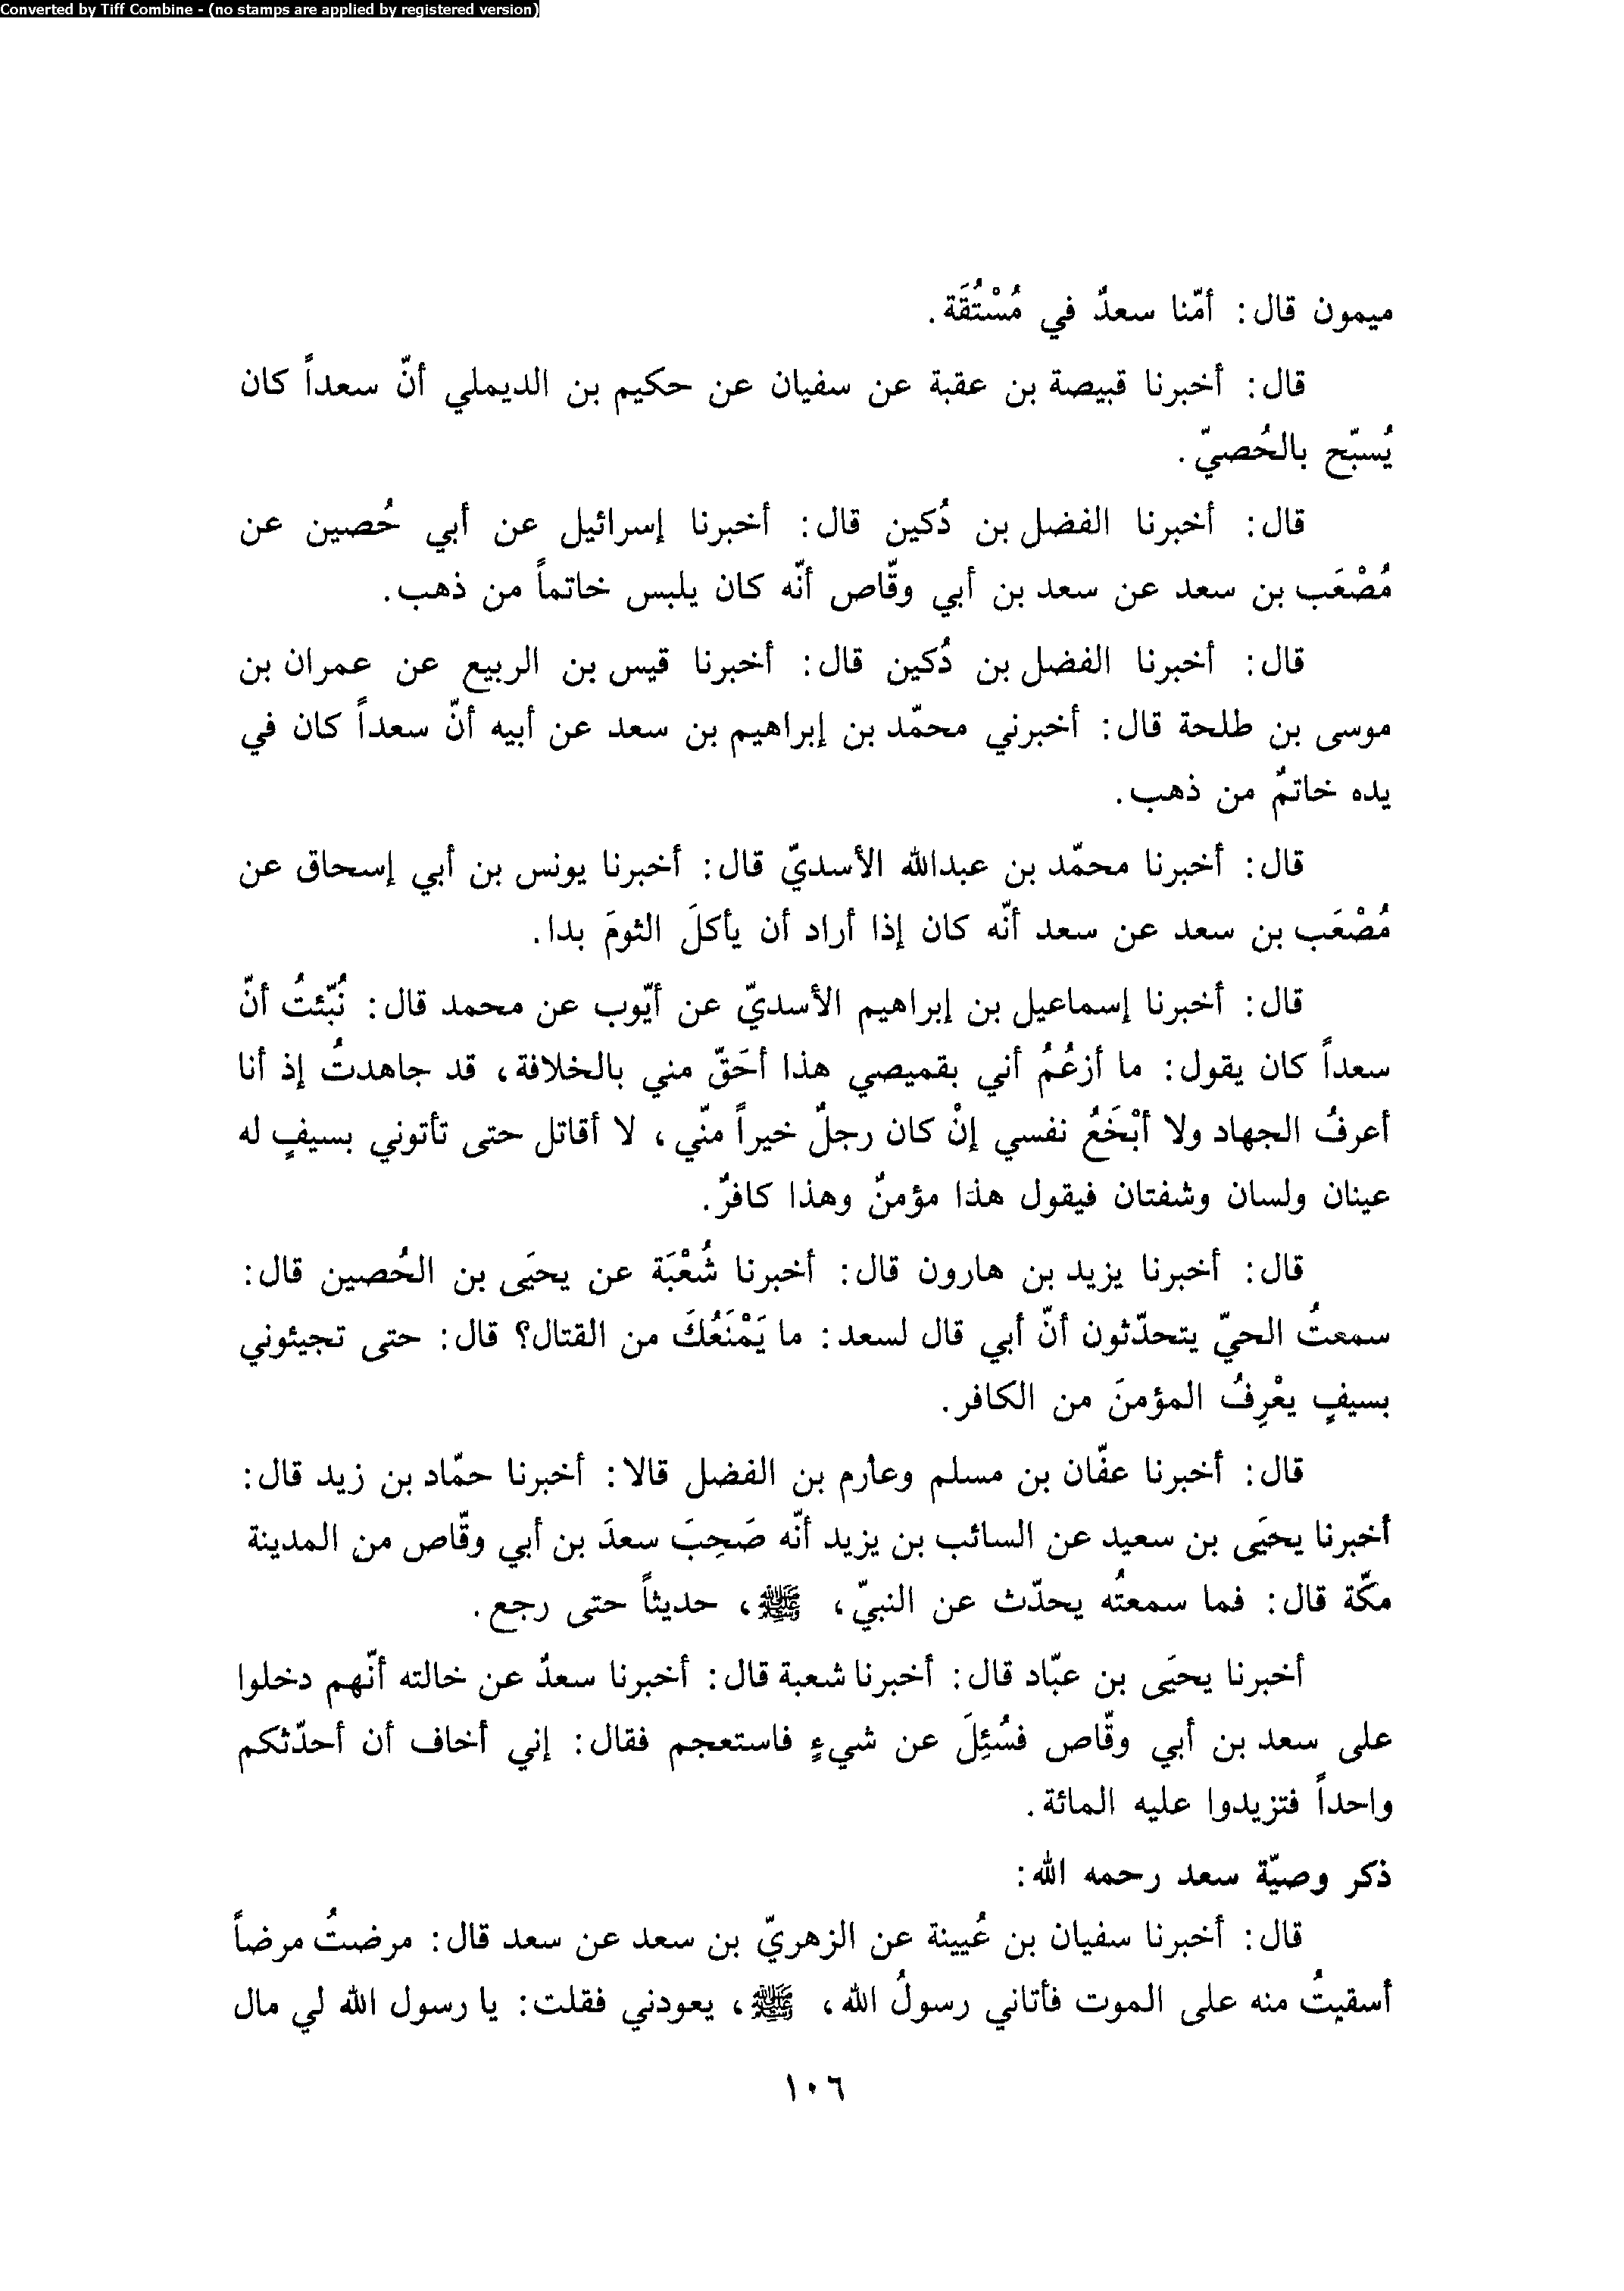 Converted by Tiff Combine - (no stamps are applied by registered version)
ميمون قال: أمّنا سعدٌ في مُسْتُقَة.
قال: أخبرنا قبيصة بن عقبة عن سفيان عن حكيم بن الديملي أنّ سعداً كان
يُسبّح بالحُصيّ.
قال: أخبرنا الفضل بن دُكين قال: أخبرنا إسرائيل عن أبي حُصين عن
مُصْعَب بن سعد عن سعد بن أبي وقّاص أنّه كان يلبس خاتماً من ذهب.
قال: أخبرنا الفضل بن دُكين قال: أخبرنا قيس بن الربيع عن عمران بن
موسى بن طلحة قال: أخبرني محمّد بن إبراهيم بن سعد عن أبيه أنّ سعداً كان في
يده خاتمٌ من ذهب.
قال: أخبرنا محمّد بن عبدالله الأسديّ قال: أخبرنا يونس بن أبي إسحاق عن
مُصْعَب بن سعد عن سعد أنّه كان إذا أراد أن يأكلَ الثومَ بدا.
قال: أخبرنا إسماعيل بن إبراهيم الأسديّ عن أيّوب عن محمد قال: نُبّئتُ أنّ
سعداً كان يقول: ما أزعُمُ أني بقميصي هذا أحَقّ مني بالخلافة، قد جاهدتُ إذ أنا
أعرفُ الجهاد ولا أبْخَعُ نفسي إنْ كان رجلٌ خيراً منّي، لا أقاتل حتى تأتوني بسيفٍ له
عينان ولسان وشفتان فيقول هذَا مؤمنٌ وهذا كافرٌ.
قال: أخبرنا يزيد بن هارون قال: أخبرنا شُعْبَة عن يحيَى بن الحُصين قال:
سمعتُ الحيّ يتحدّثون أنّ أبي قال لسعد: ما يَمْنَعُكَ من القتال؟ قال: حتى تجيئوني
بسيفٍ يعْرِفُ المؤمنَ من الكافر.
قال: أخبرنا عفّان بن مسلم وعارم بن الفضل قالا: أخبرنا حمّاد بن زيد قال:
أخبرنا يحيَى بن سعيد عن السائب بن يزيد أنّه صَحِبَ سعدَ بن أبي وقّاص من المدينة
مكّة قال: فما سمعتُه يحدّث عن النبيّ، ﷺ، حديثاً حتى رجع.
أخبرنا يحيَى بن عبّاد قال: أخبرنا شعبة قال: أخبرنا سعدٌ عن خالته أنّهم دخلوا
على سعد بن أبي وقّاص فسُئِلَ عن شيءٍ فاستعجم فقال: إني أخاف أن أحدّثكم
واحداً فتزيدوا عليه المائة.
ذكر وصيّة سعد رحمه الله:
قال: أخبرنا سفيان بن عُيينة عن الزهريّ بن سعد عن سعد قال: مرضتُ مرضاً
أسقيتُ منه على الموت فأتاني رسولُ الله، ﷺ، يعودني فقلت: يا رسول الله لي مال
١٠٦